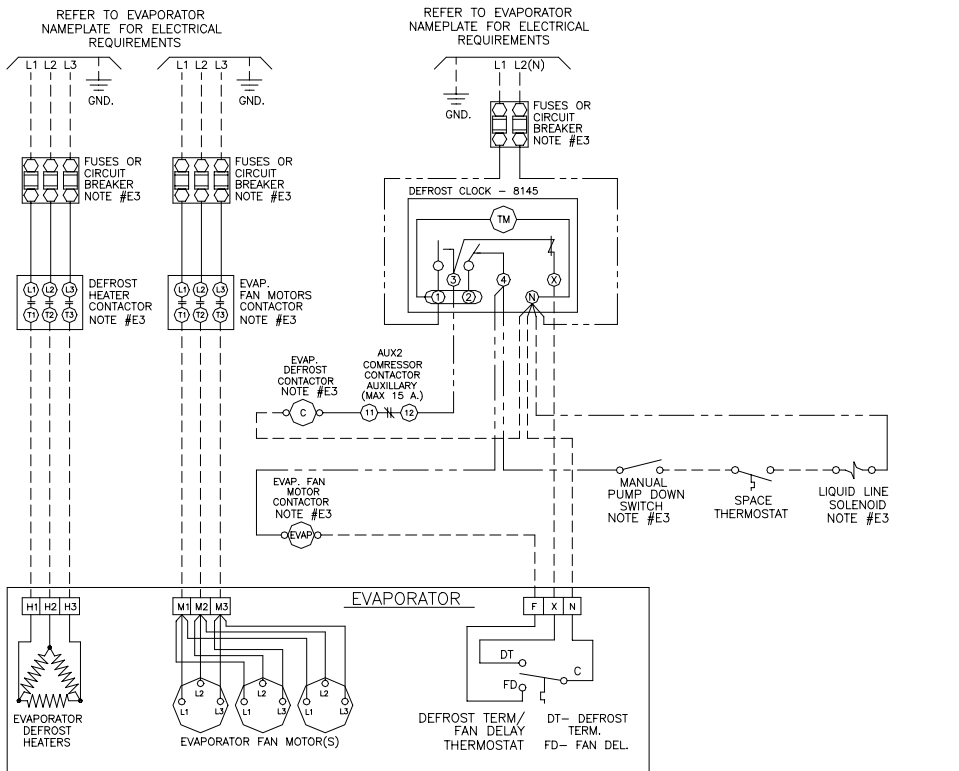 REFER TO EVAPORATOR
NAMEPLATE FOR ELECTRICAL
REQUIREMENTS
REFER TO EVAPORATOR
NAMEPLATE FOR ELECTRICAL
REQUIREMENTS
L1 L2 L3
GND.
L1 L2 L3
GND.
L1 L2(N)
GND.
FUSES OR
CIRCUIT
BREAKER
NOTE #E3
FUSES OR
CIRCUIT
BREAKER
NOTE #E3
FUSES OR
CIRCUIT
BREAKER
NOTE #E3
DEFROST CLOCK - 8145
TM
3
4
X
1
2
N
L1 L2 L3
T1 T2 T3
DEFROST
HEATER
CONTACTOR
NOTE #E3
L1 L2 L3
T1 T2 T3
EVAP.
FAN MOTORS
CONTACTOR
NOTE #E3
EVAP.
DEFROST
CONTACTOR
NOTE #E3
C
AUX2
COMRESSOR
CONTACTOR
AUXILLARY
(MAX 15 A.)
11
12
MANUAL
PUMP DOWN
SWITCH
NOTE #E3
SPACE
THERMOSTAT
LIQUID LINE
SOLENOID
NOTE #E3
EVAP. FAN
MOTOR
CONTACTOR
NOTE #E3
EVAP
EVAPORATOR
H1 H2 H3
M1 M2 M3
F X N
EVAPORATOR
DEFROST
HEATERS
L2
L1 L3
L2
L1 L3
L2
L1 L3
EVAPORATOR FAN MOTOR(S)
DT
FD
C
DEFROST TERM/
FAN DELAY
THERMOSTAT
DT- DEFROST
TERM.
FD- FAN DEL.